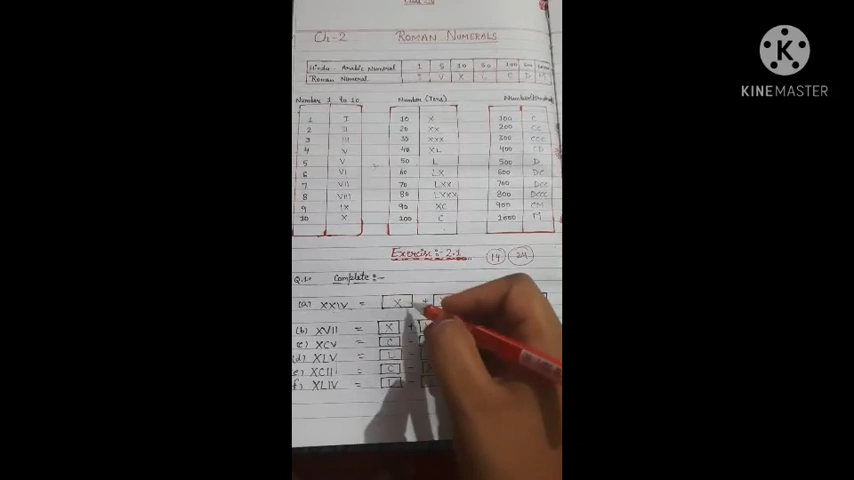 Ch-2 ROMAN NUMERALS
Hindu-Arabic Numeral 1 5 10 50 100
Roman Numeral I V X L C D
Number 1 to 10
1 I
2 II
3 III
4 IV
5 V
6 VI
7 VII
8 VIII
9 IX
10 X
Number (Tens)
10 X
20 XX
30 XXX
40 XL
50 L
60 LX
70 LXX
80 LXXX
90 XC
100 C
100 C
200 CC
300 CCC
400 CD
500 D
600 DC
700 DCC
800 DCCC
900 CM
1000 M
Exercise:-2.1 14 24
Q.1. Complete:-
(a) XXIV = X +
(b) XVII = X +
(c) XCV = C -
(d) XLV = L -
(e) XCIII = C -
(f) XLIV = L -
K
KINEMASTER